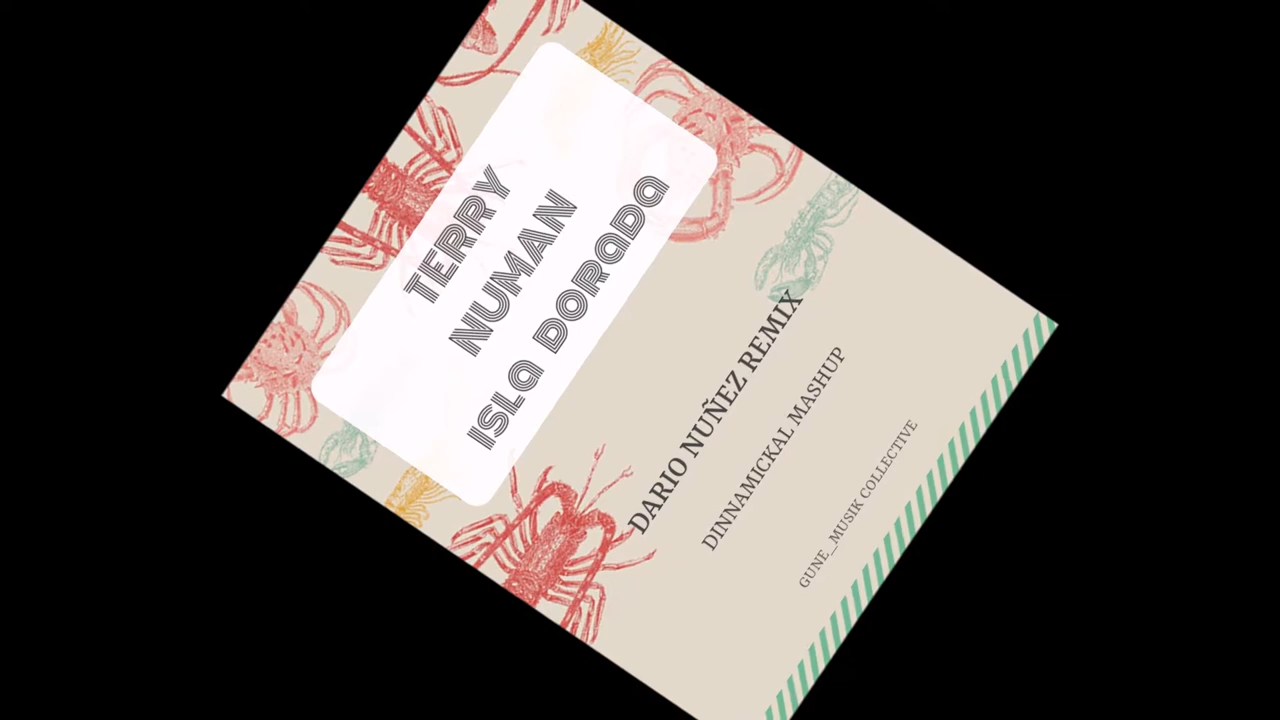 TERRY
NUMAN
ISLA DORADA
DARIO NUÑEZ REMIX
DINNAMICKAL MASHUP
GUNE_MUSIK COLLECTIVE